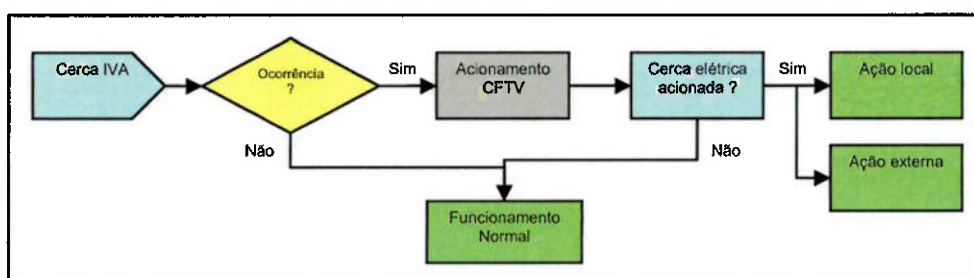 Cerca IVA
Ocorrência
?
Sim
Acionamento
CFTV
Cerca elétrica
acionada ?
Sim
Ação local
Não
Não
Ação externa
Funcionamento
Normal